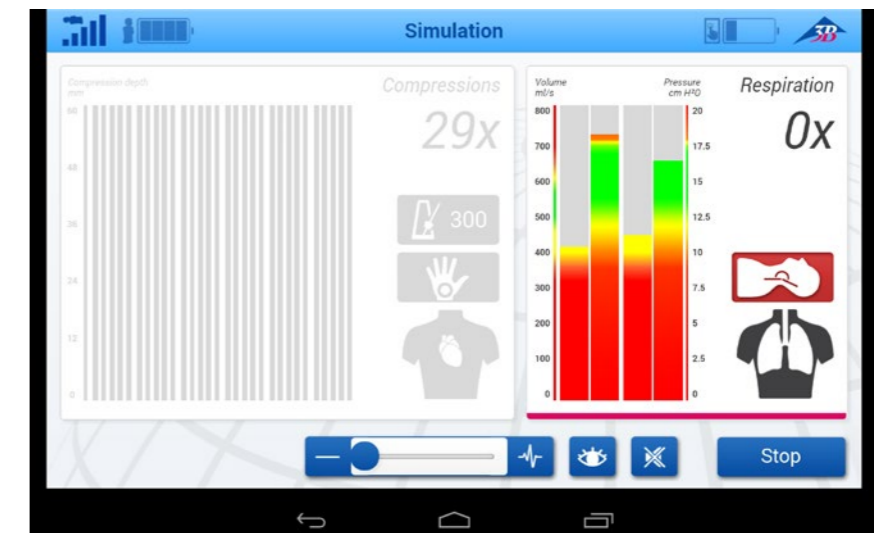 Simulation
3B
Compression depth
mm
Compressions
60
48
36
24
12
0
29x
300
Volume
ml/s
Pressure
cm H²0
Respiration
800
700
600
500
400
300
200
100
0
20
17.5
15
12.5
10
7.5
5
2.5
0
0x
Stop